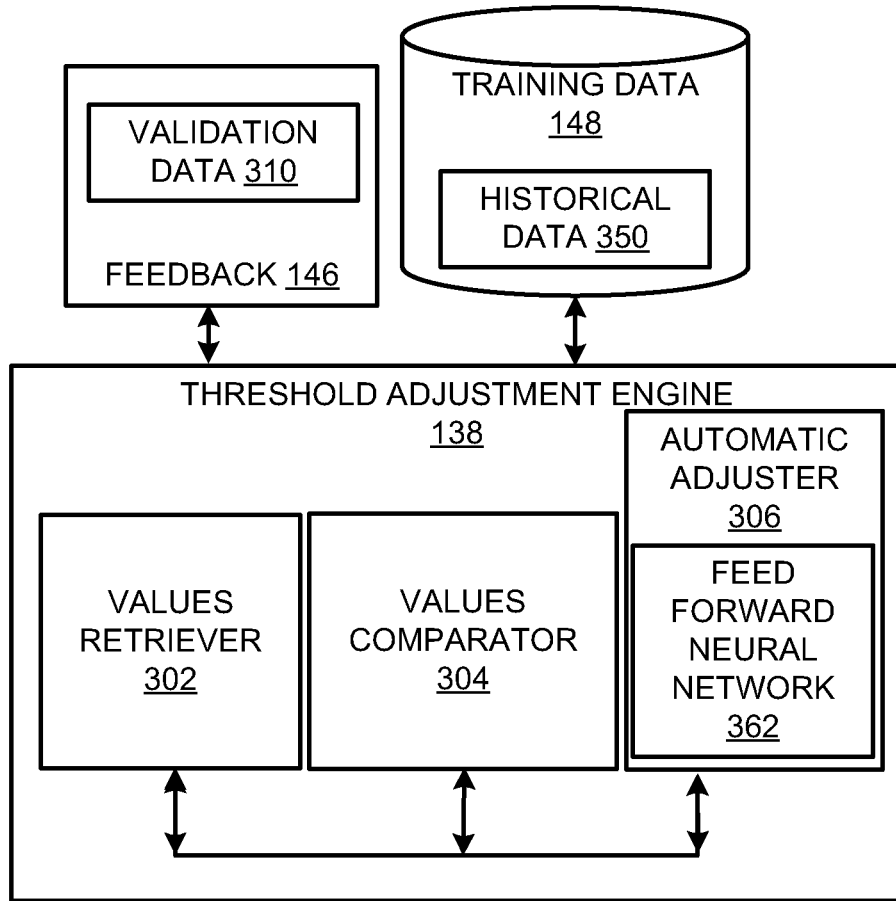 VALIDATION
DATA 310
FEEDBACK 146
TRAINING DATA
148
HISTORICAL
DATA 350
THRESHOLD ADJUSTMENT ENGINE
138
VALUES
RETRIEVER
302
VALUES
COMPARATOR
304
AUTOMATIC
ADJUSTER
306
FEED
FORWARD
NEURAL
NETWORK
362